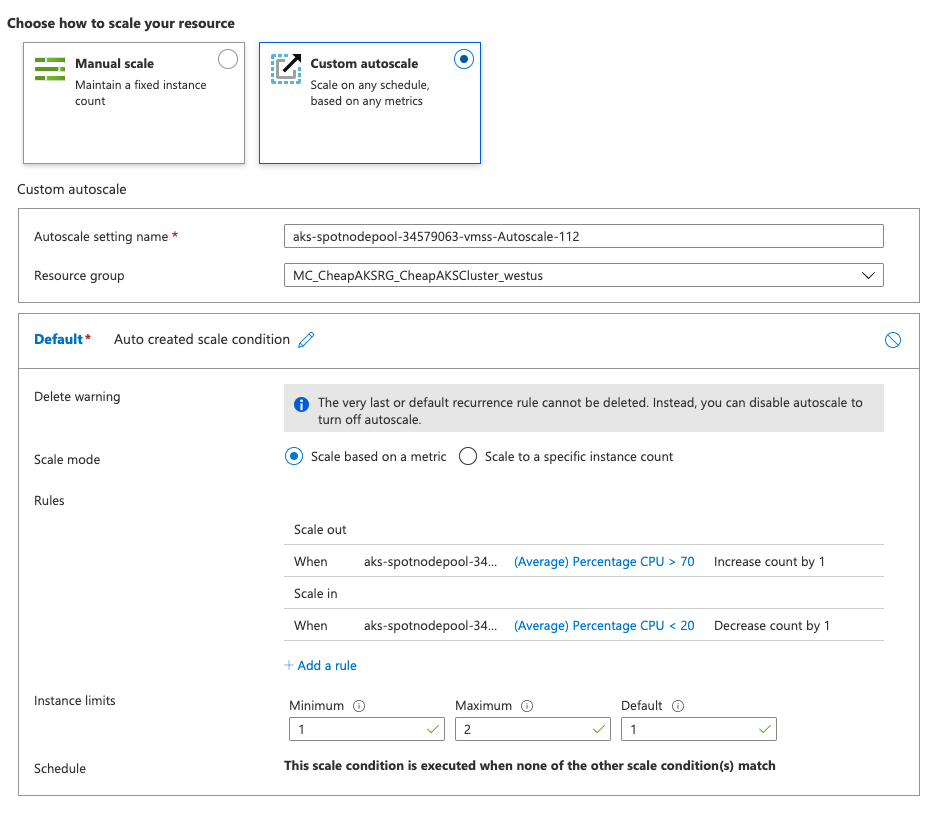 Choose how to scale your resource
Manual scale
Maintain a fixed instance
count
Custom autoscale
Scale on any schedule,
based on any metrics
Custom autoscale
Autoscale setting name *
aks-spotnodepool-34579063-vmss-Autoscale-112
Resource group
MC_CheapAKSRG_CheapAKSCluster_westus
Default* Auto created scale condition
Delete warning
The very last or default recurrence rule cannot be deleted. Instead, you can disable autoscale to
turn off autoscale.
Scale mode
Scale based on a metric Scale to a specific instance count
Rules
Scale out
When aks-spotnodepool-34... (Average) Percentage CPU > 70 Increase count by 1
Scale in
When aks-spotnodepool-34... (Average) Percentage CPU < 20 Decrease count by 1
+ Add a rule
Instance limits
Minimum Maximum Default
1 2 1
Schedule
This scale condition is executed when none of the other scale condition(s) match